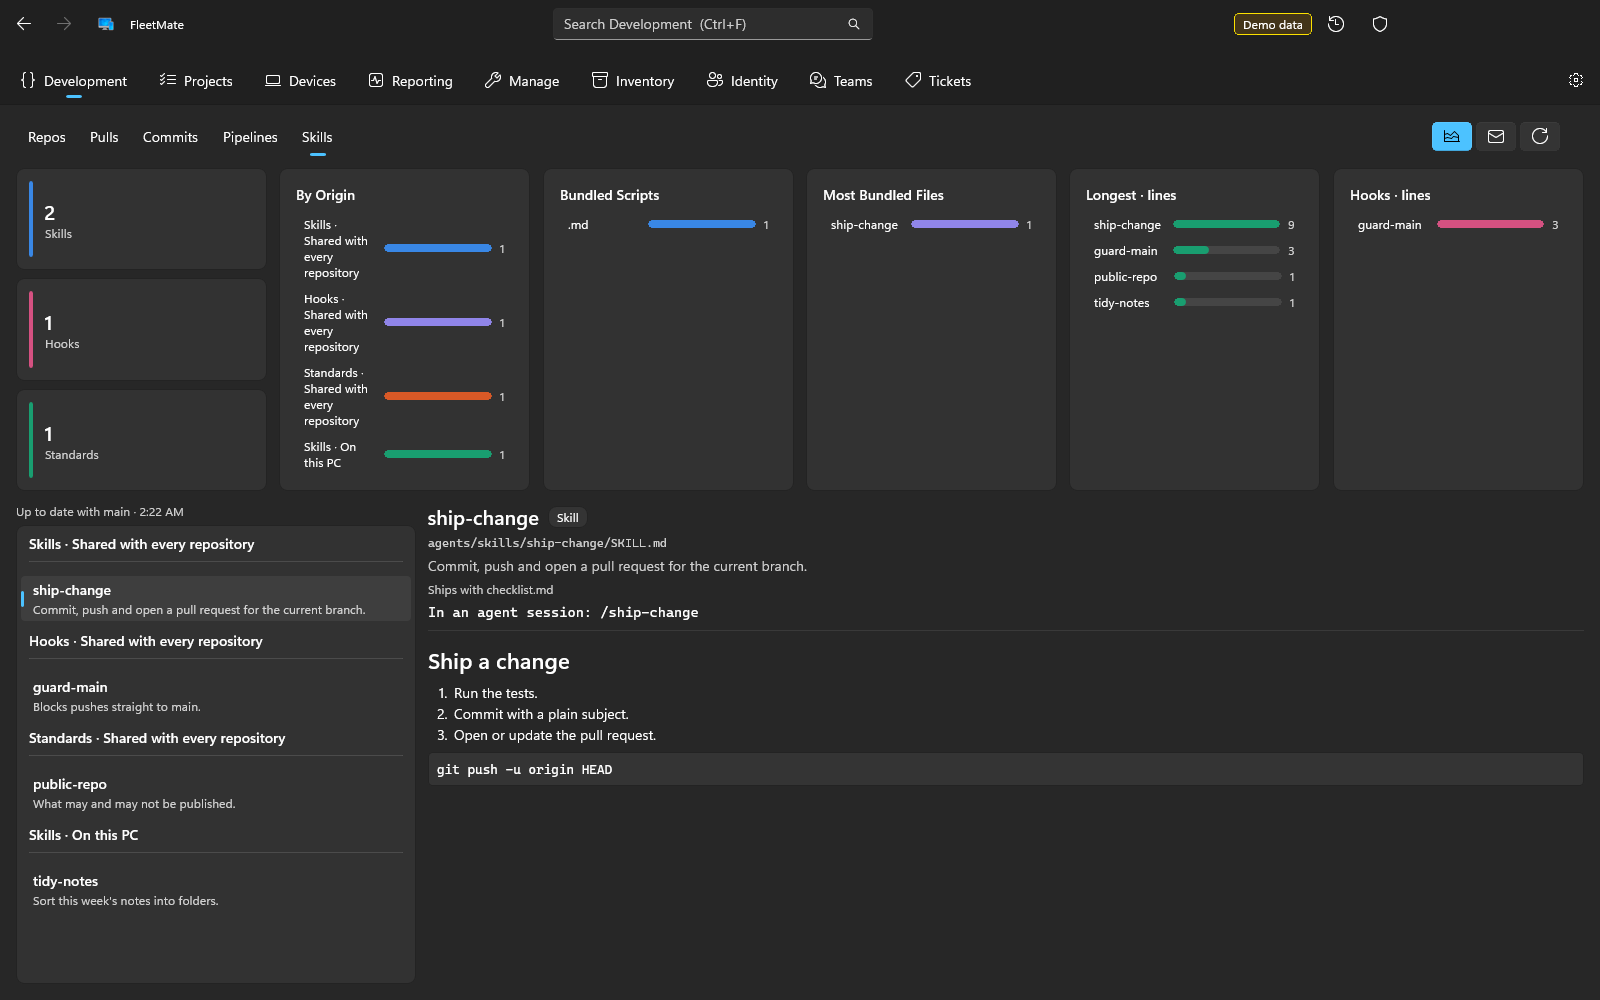 FleetMate
Search Development (Ctrl+F)
Demo data
Development
Projects
Devices
Reporting
Manage
Inventory
Identity
Teams
Tickets
Repos
Pulls
Commits
Pipelines
Skills
2
Skills
1
Hooks
1
Standards
By Origin
Skills ·
Shared with
every
repository
1
Hooks ·
Shared with
every
repository
1
Standards ·
Shared with
every
repository
1
Skills · On
this PC
1
Bundled Scripts
.md 1
Most Bundled Files
ship-change 1
Longest · lines
ship-change 9
guard-main 3
public-repo 1
tidy-notes 1
Hooks · lines
guard-main 3
Up to date with main · 2:22 AM
Skills · Shared with every repository
ship-change
Commit, push and open a pull request for the current branch.
Hooks · Shared with every repository
guard-main
Blocks pushes straight to main.
Standards · Shared with every repository
public-repo
What may and may not be published.
Skills · On this PC
tidy-notes
Sort this week's notes into folders.
ship-change Skill
agents/skills/ship-change/SKILL.md
Commit, push and open a pull request for the current branch.
Ships with checklist.md
In an agent session: /ship-change
Ship a change
1. Run the tests.
2. Commit with a plain subject.
3. Open or update the pull request.
git push -u origin HEAD